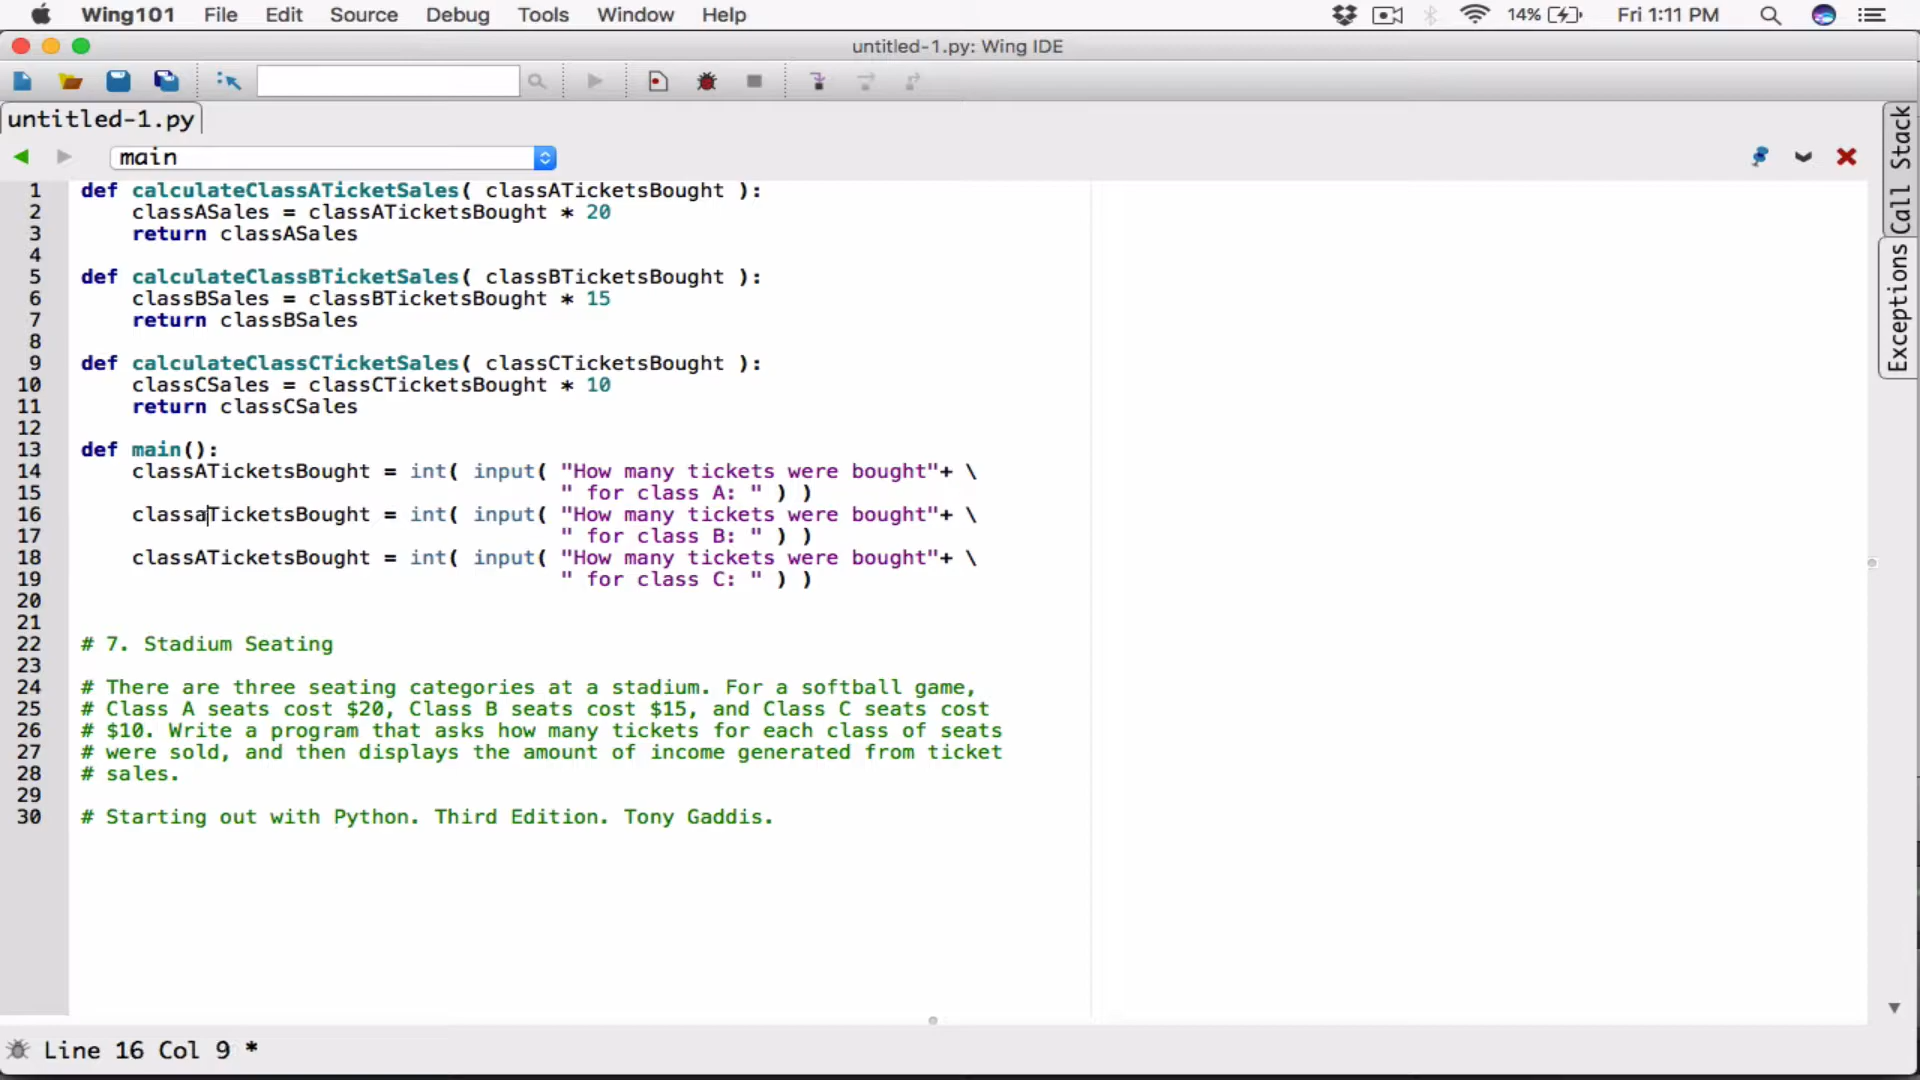 Wing101 File Edit Source Debug Tools Window Help 14% Fri 1:11 PM
untitled-1.py: Wing IDE
untitled-1.py
main
1 def calculateClassATicketSales( classATicketsBought ):
2 classASales = classATicketsBought * 20
3 return classASales
4
5 def calculateClassBTicketSales( classBTicketsBought ):
6 classBSales = classBTicketsBought * 15
7 return classBSales
8
9 def calculateClassCTicketSales( classCTicketsBought ):
10 classCSales = classCTicketsBought * 10
11 return classCSales
12
13 def main():
14 classATicketsBought = int( input( "How many tickets were bought"+ \
15 " for class A: " ) )
16 classaTicketsBought = int( input( "How many tickets were bought"+ \
17 " for class B: " ) )
18 classATicketsBought = int( input( "How many tickets were bought"+ \
19 " for class C: " ) )
20
21
22 # 7. Stadium Seating
23
24 # There are three seating categories at a stadium. For a softball game,
25 # Class A seats cost $20, Class B seats cost $15, and Class C seats cost
26 # $10. Write a program that asks how many tickets for each class of seats
27 # were sold, and then displays the amount of income generated from ticket
28 # sales.
29
30 # Starting out with Python. Third Edition. Tony Gaddis.
Call Stack
Exceptions
Line 16 Col 9 *